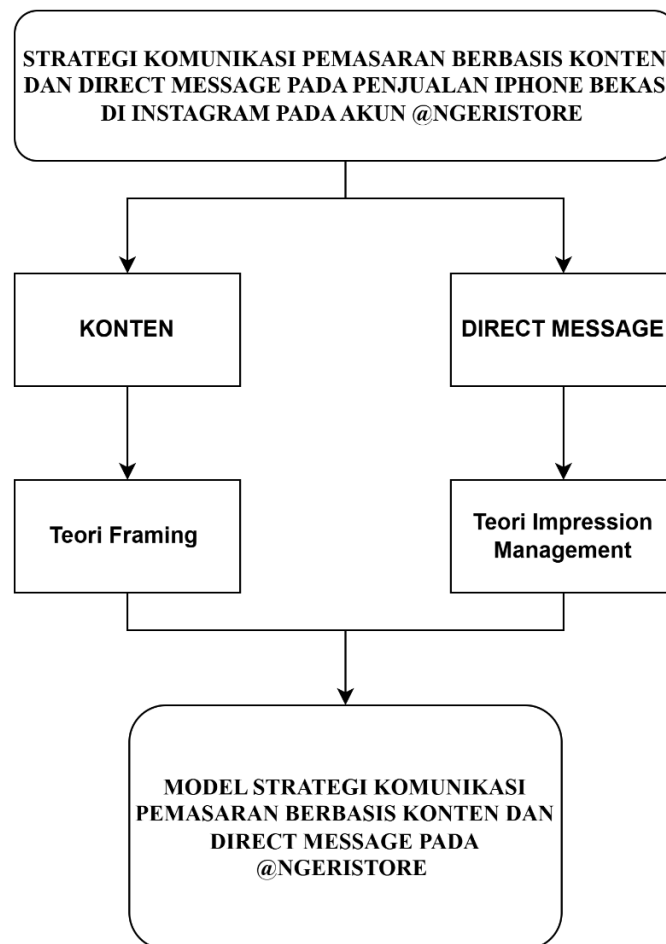 STRATEGI KOMUNIKASI PEMASARAN BERBASIS KONTEN
DAN DIRECT MESSAGE PADA PENJUALAN IPHONE BEKAS
DI INSTAGRAM PADA AKUN @NGERISTORE
KONTEN
DIRECT MESSAGE
Teori Framing
Teori Impression
Management
MODEL STRATEGI KOMUNIKASI
PEMASARAN BERBASIS KONTEN DAN
DIRECT MESSAGE PADA
@NGERISTORE